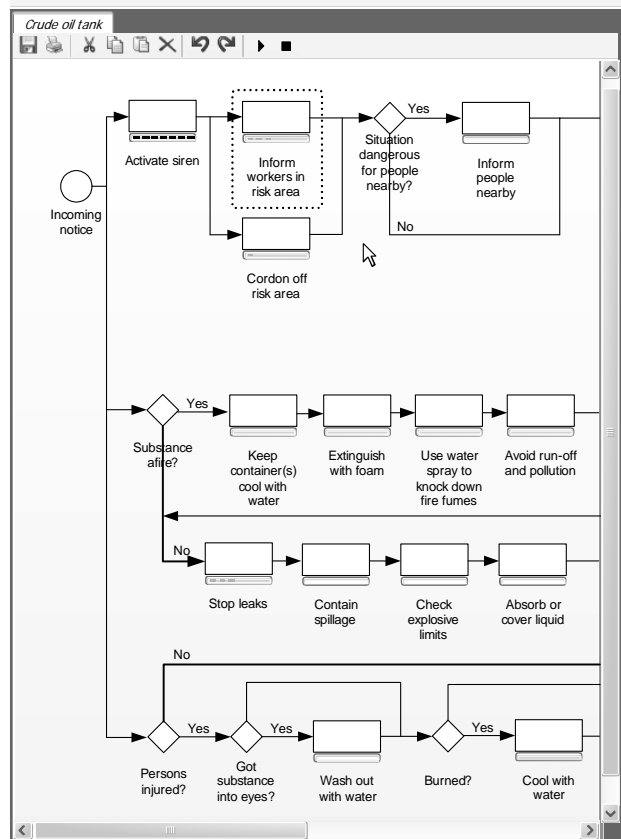 Crude oil tank
Activate siren
Inform
workers in
risk area
Situation
dangerous
for people
nearby?
Yes
Inform
people
nearby
Incoming
notice
No
Cordon off
risk area
Yes
Substance
afire?
Keep
container(s)
cool with
water
Extinguish
with foam
Use water
spray to
knock down
fire fumes
Avoid run-off
and pollution
No
Stop leaks
Contain
spillage
Check
explosive
limits
Absorb or
cover liquid
No
Yes
Yes
Yes
Persons
injured?
Got
substance
into eyes?
Wash out
with water
Burned?
Cool with
water